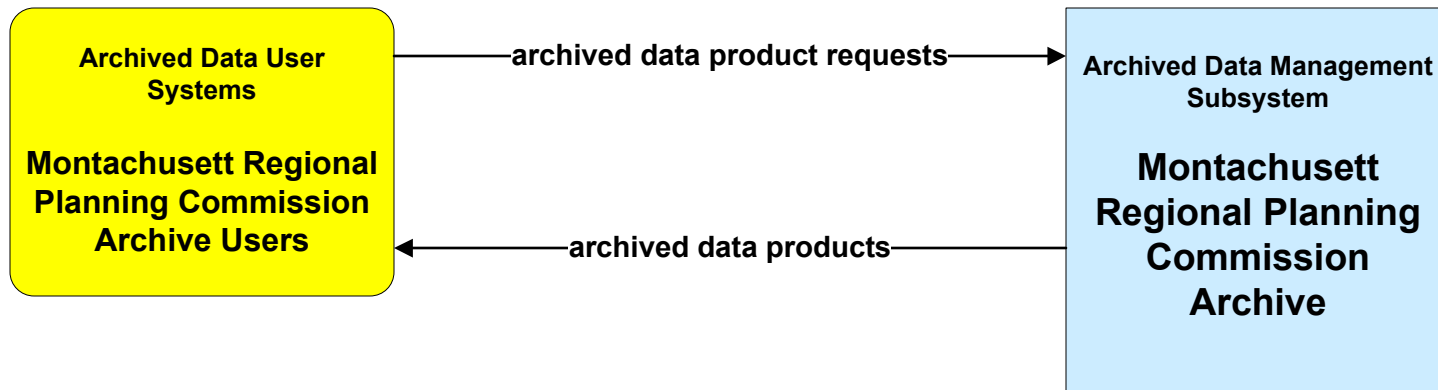 Archived Data User
Systems
Montachusett Regional
Planning Commission
Archive Users
archived data product requests
archived data products
Archived Data Management
Subsystem
Montachusett
Regional Planning
Commission
Archive